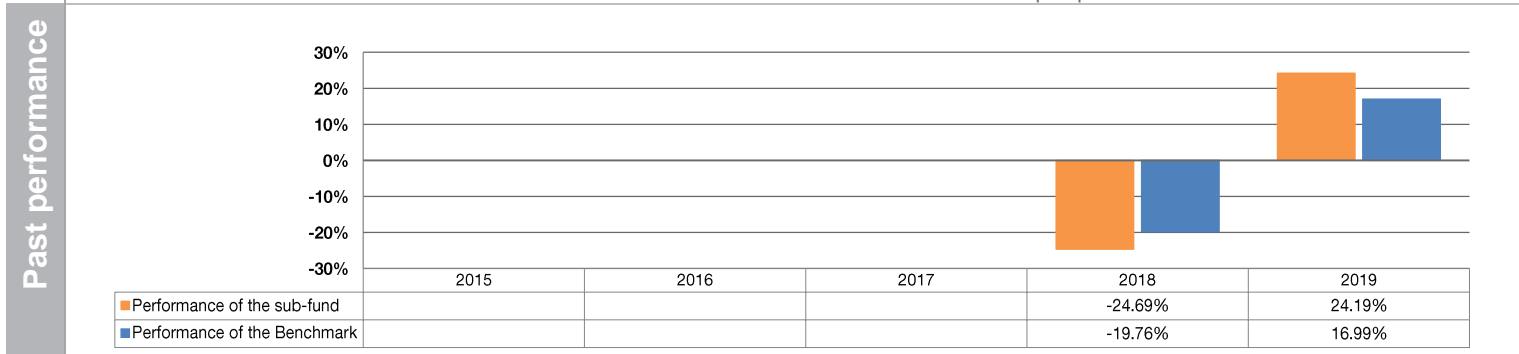 Past performance
30%
20%
10%
0%
-10%
-20%
-30%
2015 2016 2017 2018 2019
Performance of the sub-fund -24.69% 24.19%
Performance of the Benchmark -19.76% 16.99%